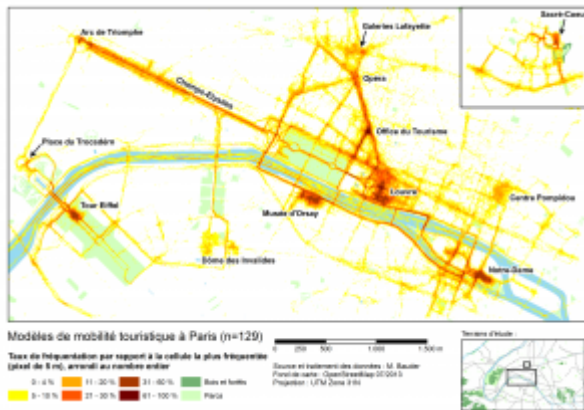 Arc de Triomphe
Galeries Lafayette
Sacré-Coeur
Opéra
Champs-Elysées
Office du Tourisme
Place du Trocadéro
Louvre
Centre Pompidou
Tour Eiffel
Musée d'Orsay
Dôme des Invalides
Notre-Dame
Modèles de mobilité touristique à Paris (n=129)
Taux de fréquentation par rapport à la cellule la plus fréquentée
(pixel de 5 m), arrondi au nombre entier
0 - 4 %
11 - 20 %
31 - 60 %
Bois et forêts
5 - 10 %
21 - 30 %
61 - 100 %
Parcs
0 250 500 1.000 1.500 m
Source et traitement des données : M. Bauder
Fond de carte : OpenStreetMap 07/2013
Projection : UTM Zone 31N
Terrains d'étude :